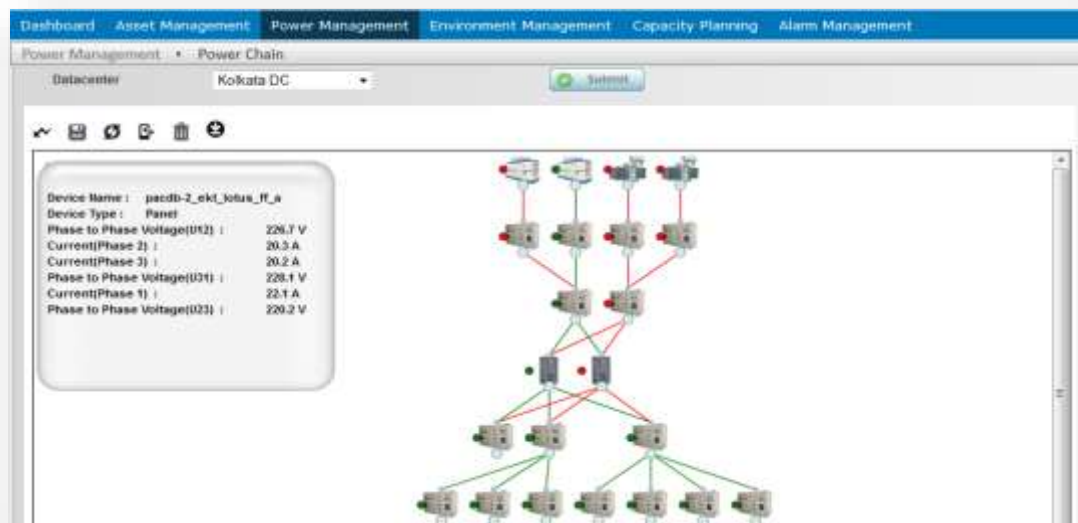 Dashboard Asset Management Power Management Environment Management Capacity Planning Alarm Management
Power Management • Power Chain
Datacenter Kolkata DC Submit
Device Name : pacdb-2_ekt_lotus_ff_a
Device Type : Panel
Phase to Phase Voltage(U12) : 226.7 V
Current(Phase 2) : 20.3 A
Current(Phase 3) : 20.2 A
Phase to Phase Voltage(U31) : 228.1 V
Current(Phase 1) : 22.1 A
Phase to Phase Voltage(U23) : 220.2 V